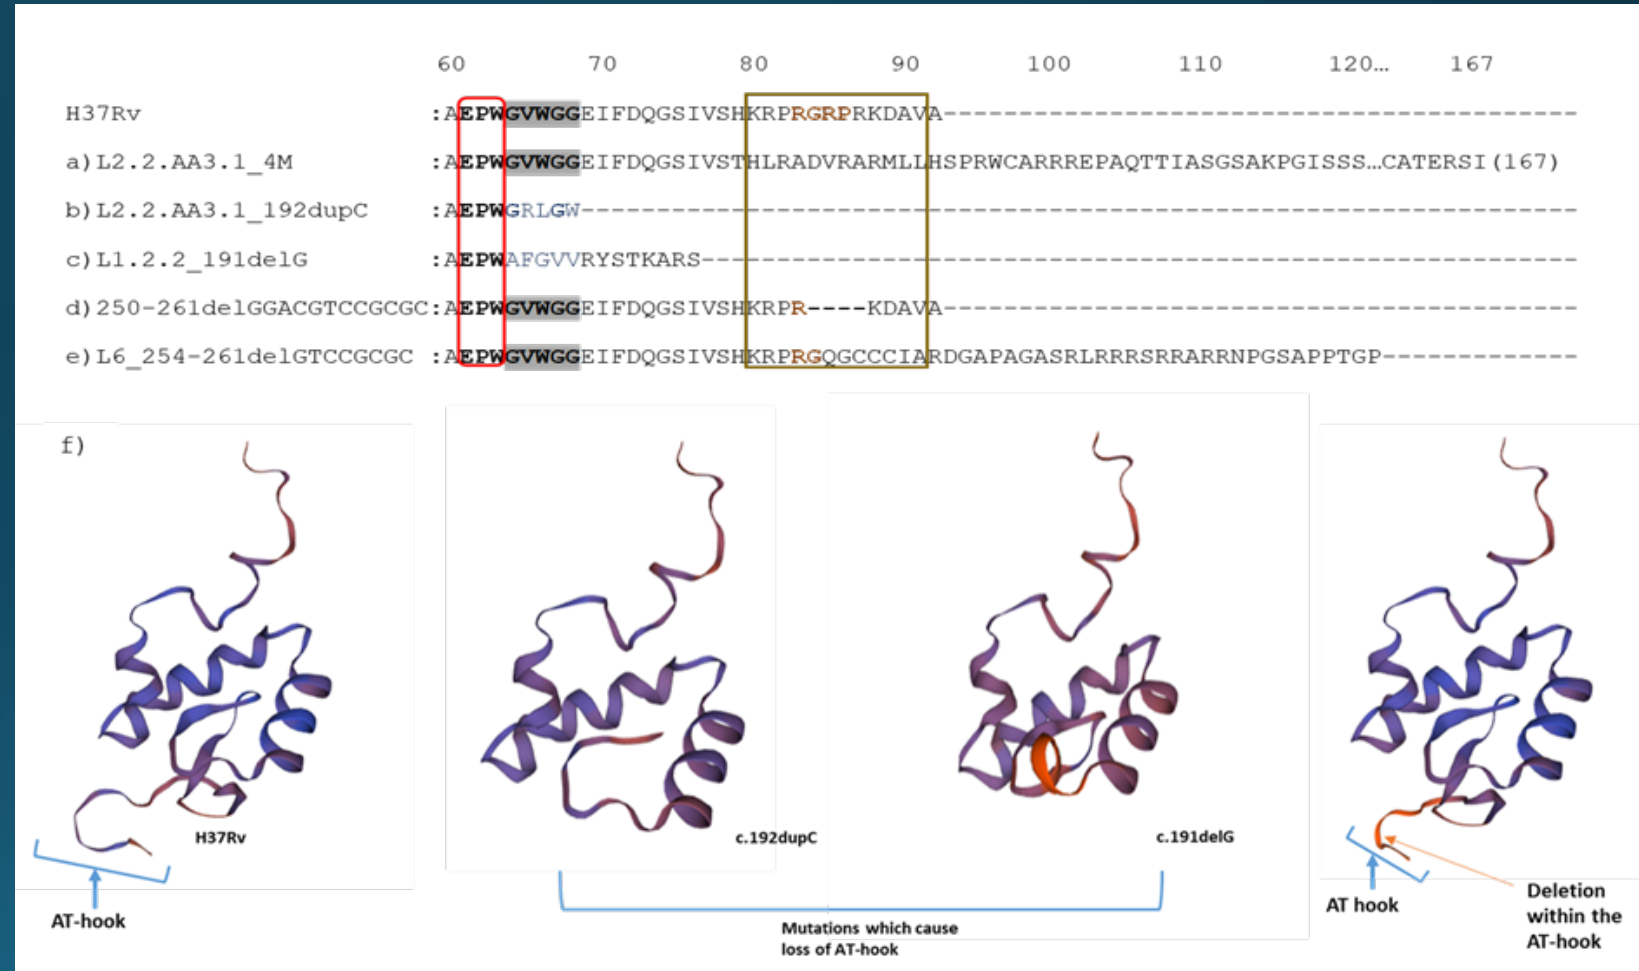 60 70 80 90 100 110 120... 167
H37Rv :AEPWGVWGGEIFDQGSIVSHKRPRGRPRKDAVA------------------------------------------
a)L2.2.AA3.1_4M :AEPWGVWGGEIFDQGSIVSTHLRADVRARMLLHSPRWCARRREPAQTTIASGSAKPGISSS…CATERSI(167)
b)L2.2.AA3.1_192dupC :AEPWGRLGW------------------------------------------------------------------
c)L1.2.2_191delG :AEPWAFGVVRYSTKARS----------------------------------------------------------
d)250-261delGGACGTCCGCGC:AEPWGVWGGEIFDQGSIVSHKRPR----KDAVA------------------------------------------
e)L6_254-261delGTCCGCGC :AEPWGVWGGEIFDQGSIVSHKRPRGQGCCCIARDGAPAGASRLRRRSRRARRNPGSAPPTGP-------------
f)
H37Rv
c.192dupC
c.191delG
AT-hook
Mutations which cause
loss of AT-hook
AT hook
Deletion
within the
AT-hook